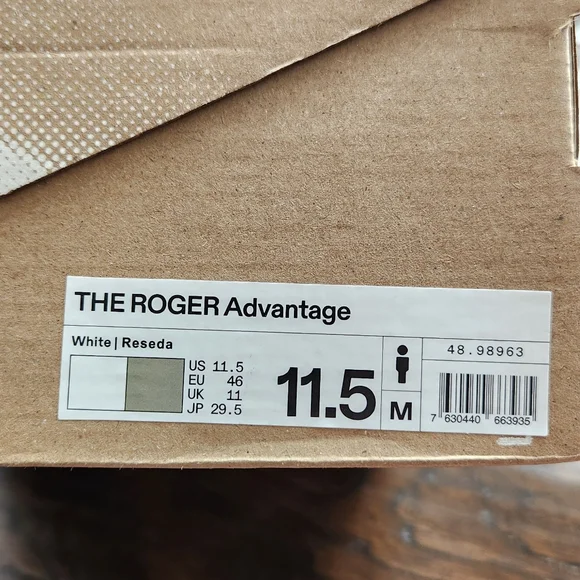 THE ROGER Advantage
White | Reseda
US 11.5
EU 46
UK 11
JP 29.5
11.5
M
48.98963
7 630440 663935